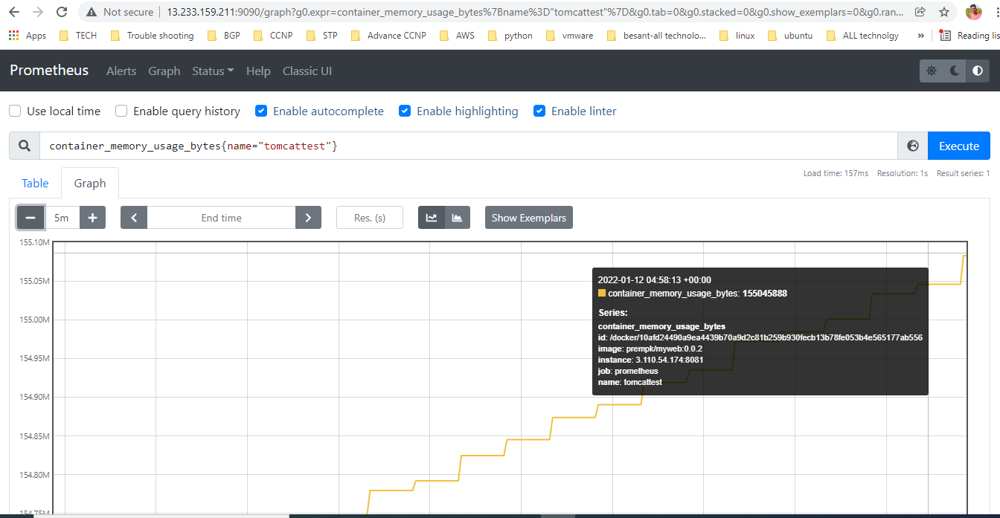 Not secure | 13.233.159.211:9090/graph?g0.expr=container_memory_usage_bytes%7Bname%3D"tomcattest"%7D&g0.tab=0&g0.stacked=0&g0.show_exemplars=0&g0.ran...
Apps TECH Trouble shooting BGP CCNP STP Advance CCNP AWS python vmware besant-all technolo... linux ubuntu ALL technolgy » Reading lis
Prometheus Alerts Graph Status Help Classic UI
Use local time Enable query history Enable autocomplete Enable highlighting Enable linter
container_memory_usage_bytes{name="tomcattest"} Execute
Load time: 157ms Resolution: 1s Result series: 1
Table Graph
− 5m + End time Res. (s) Show Exemplars
155.10M
155.05M
155.00M
154.95M
154.90M
154.85M
154.80M
154.75M
2022-01-12 04:58:13 +00:00
container_memory_usage_bytes: 155045888
Series:
container_memory_usage_bytes
id: /docker/10afd24490a9ea4439b70a9d2c81b259b930fecb13b78fe053b4e565177ab556
image: prempk/myweb:0.0.2
instance: 3.110.54.174:8081
job: prometheus
name: tomcattest